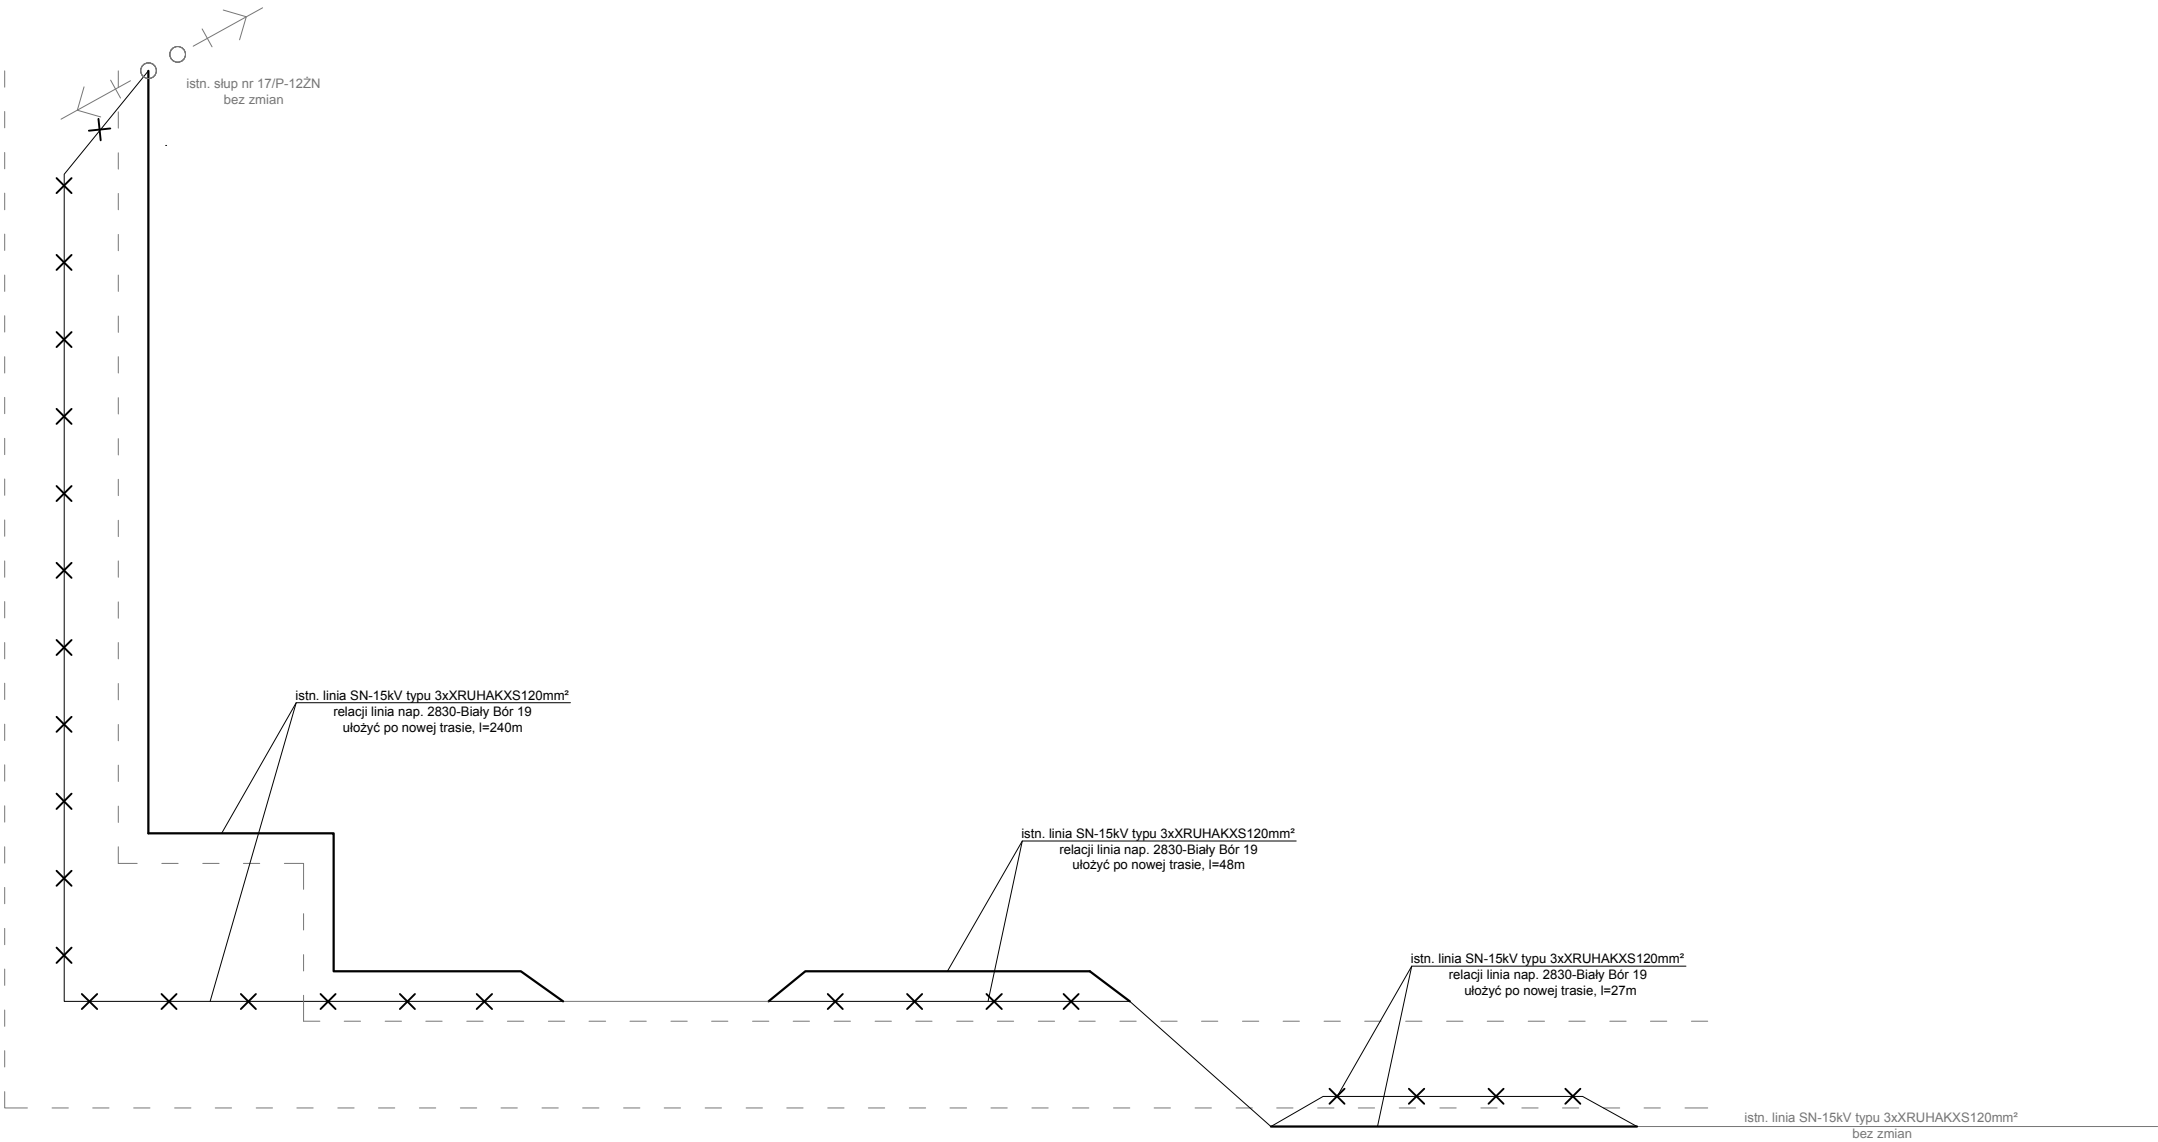 istn. słup nr 17/P-12ŻN
bez zmian
istn. linia SN-15kV typu 3xXRUHAKXS120mm²
relacji linia nap. 2830-Biały Bór 19
ułożyć po nowej trasie, l=240m
istn. linia SN-15kV typu 3xXRUHAKXS120mm²
relacji linia nap. 2830-Biały Bór 19
ułożyć po nowej trasie, l=48m
istn. linia SN-15kV typu 3xXRUHAKXS120mm²
relacji linia nap. 2830-Biały Bór 19
ułożyć po nowej trasie, l=27m
istn. linia SN-15kV typu 3xXRUHAKXS120mm²
bez zmian